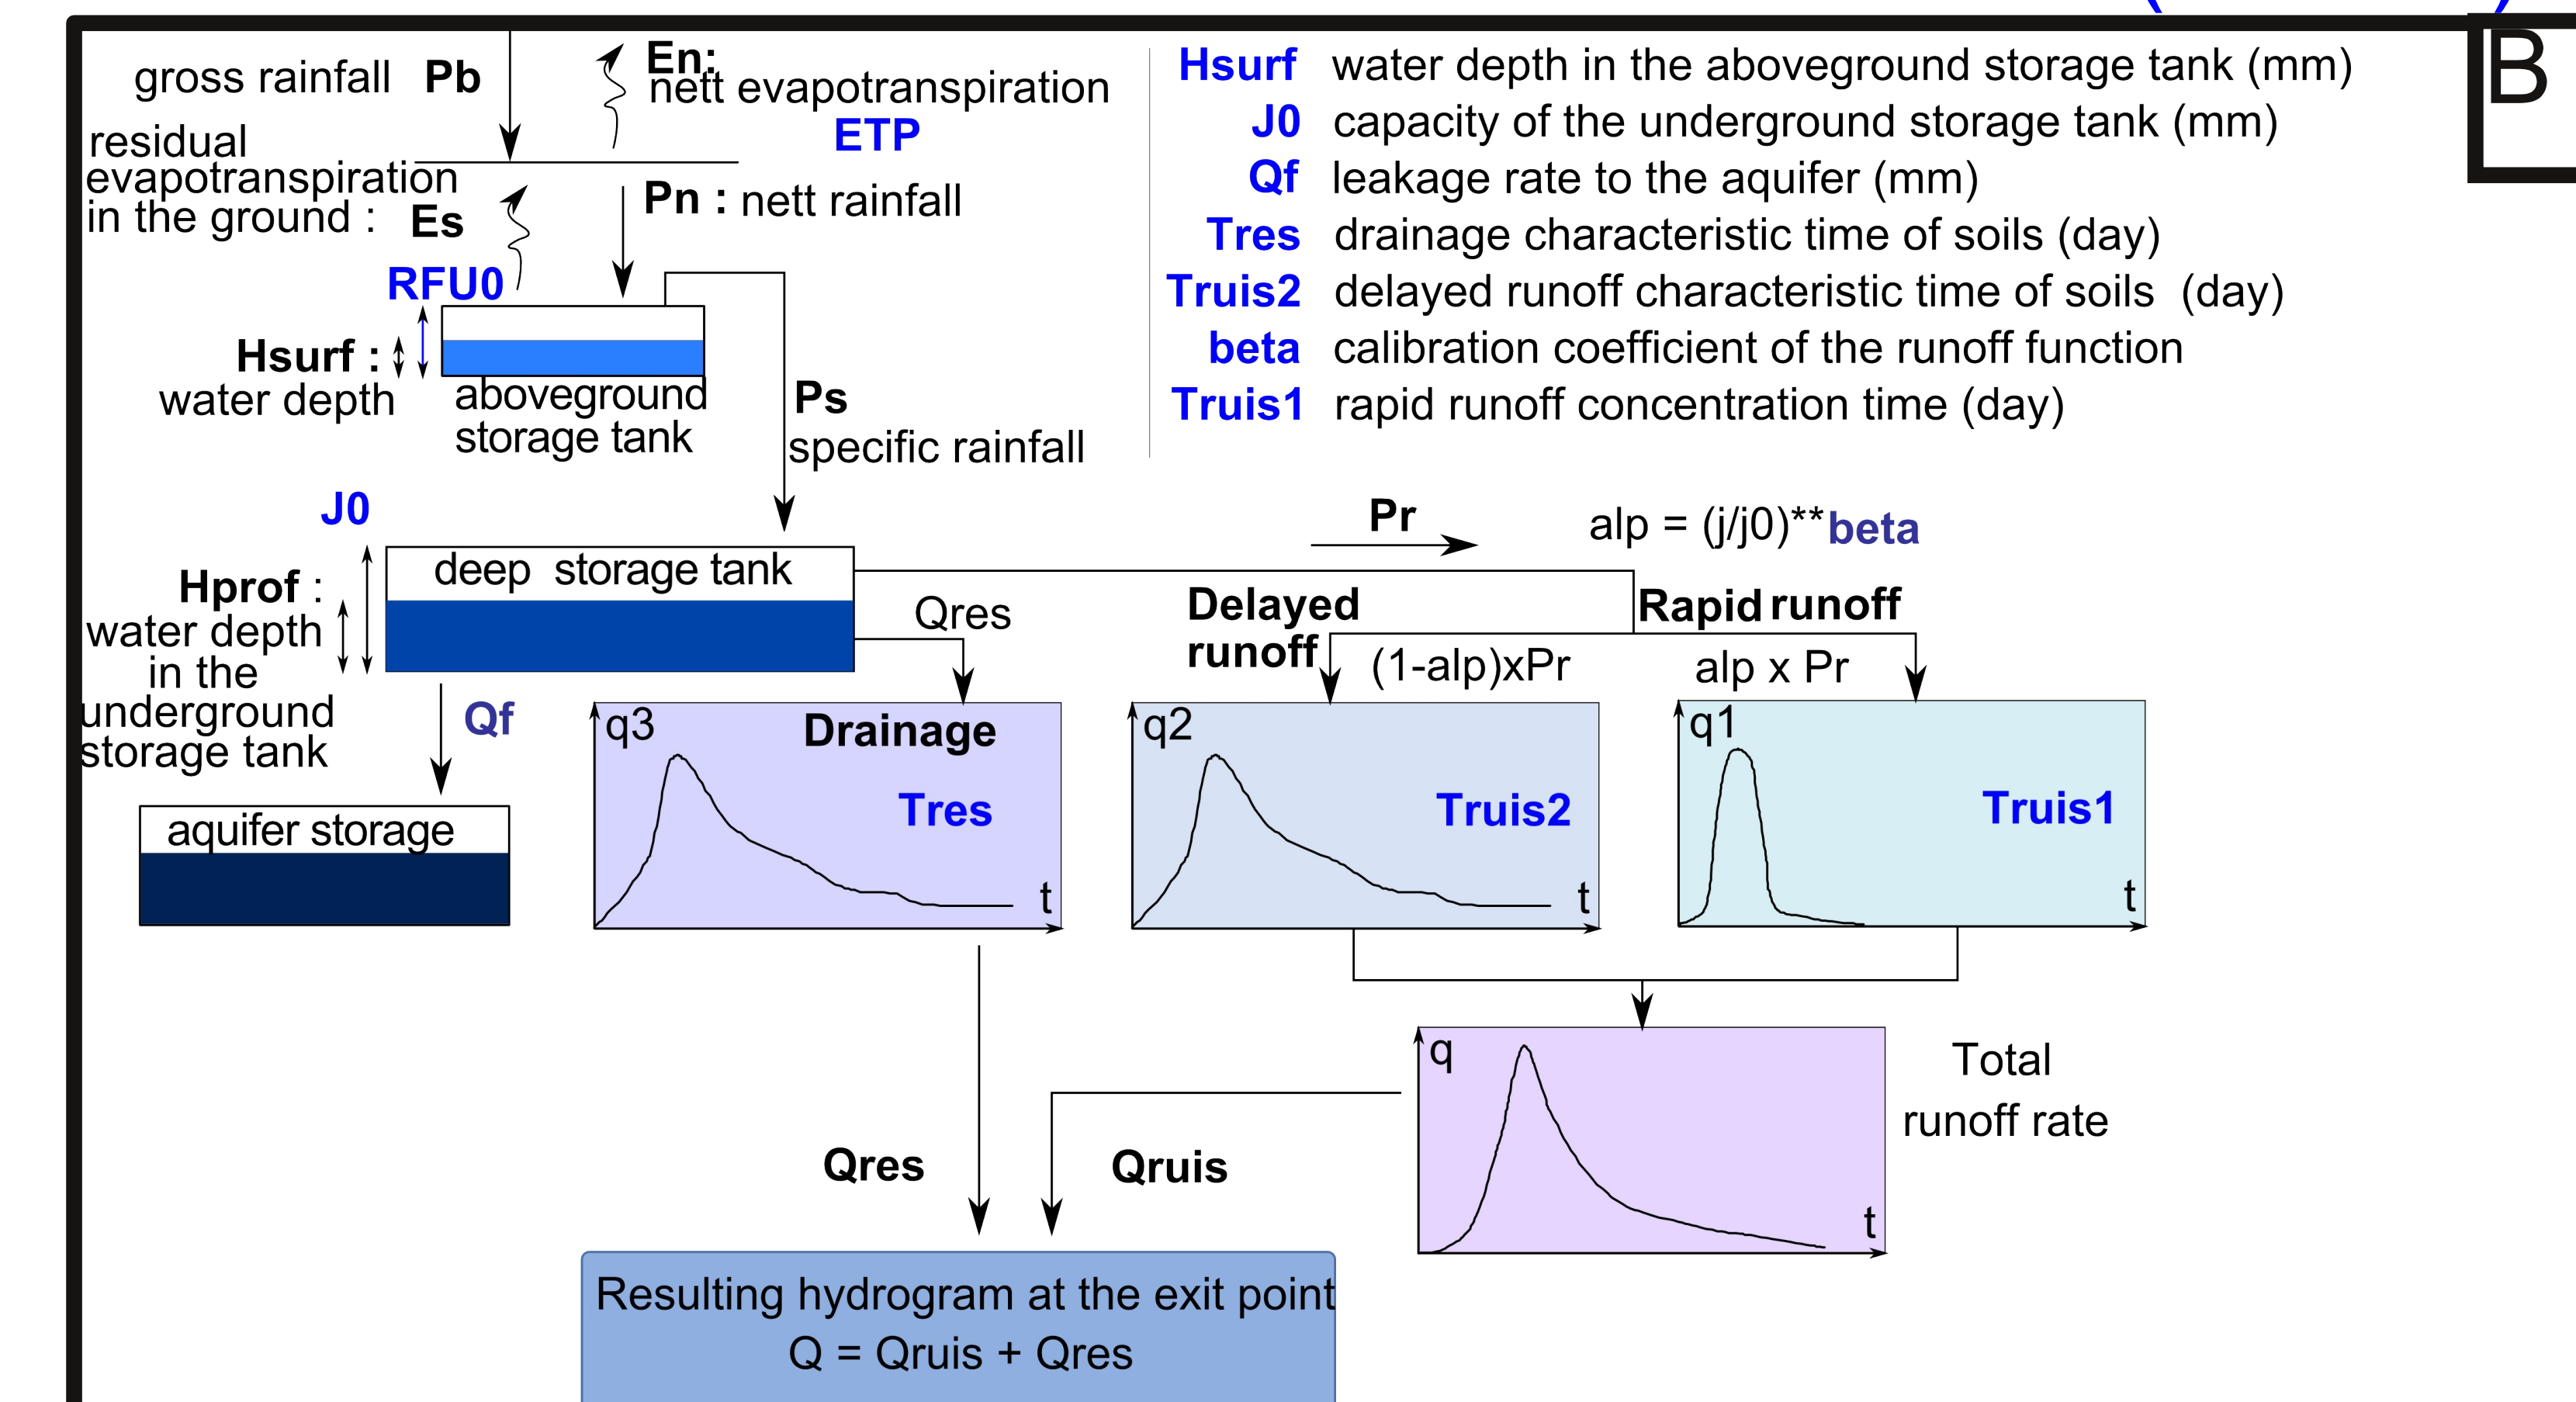 gross rainfall Pb
En:
nett evapotranspiration
ETP
residual
evapotranspiration
in the ground : Es
Pn : nett rainfall
RFU0
Hsurf :
water depth
aboveground
storage tank
Ps
specific rainfall
Hsurf water depth in the aboveground storage tank (mm)
J0 capacity of the underground storage tank (mm)
Qf leakage rate to the aquifer (mm)
Tres drainage characteristic time of soils (day)
Truis2 delayed runoff characteristic time of soils (day)
beta calibration coefficient of the runoff function
Truis1 rapid runoff concentration time (day)
B
J0
deep storage tank
Hprof :
water depth
in the
underground
storage tank
Pr
alp = (j/j0)**beta
Qres
Delayed
runoff
(1-alp)xPr
Rapid runoff
alp x Pr
Qf
aquifer storage
q3
Drainage
Tres
t
q2
Truis2
t
q1
Truis1
t
q
t
Total
runoff rate
Qres
Qruis
Resulting hydrogram at the exit point
Q = Qruis + Qres